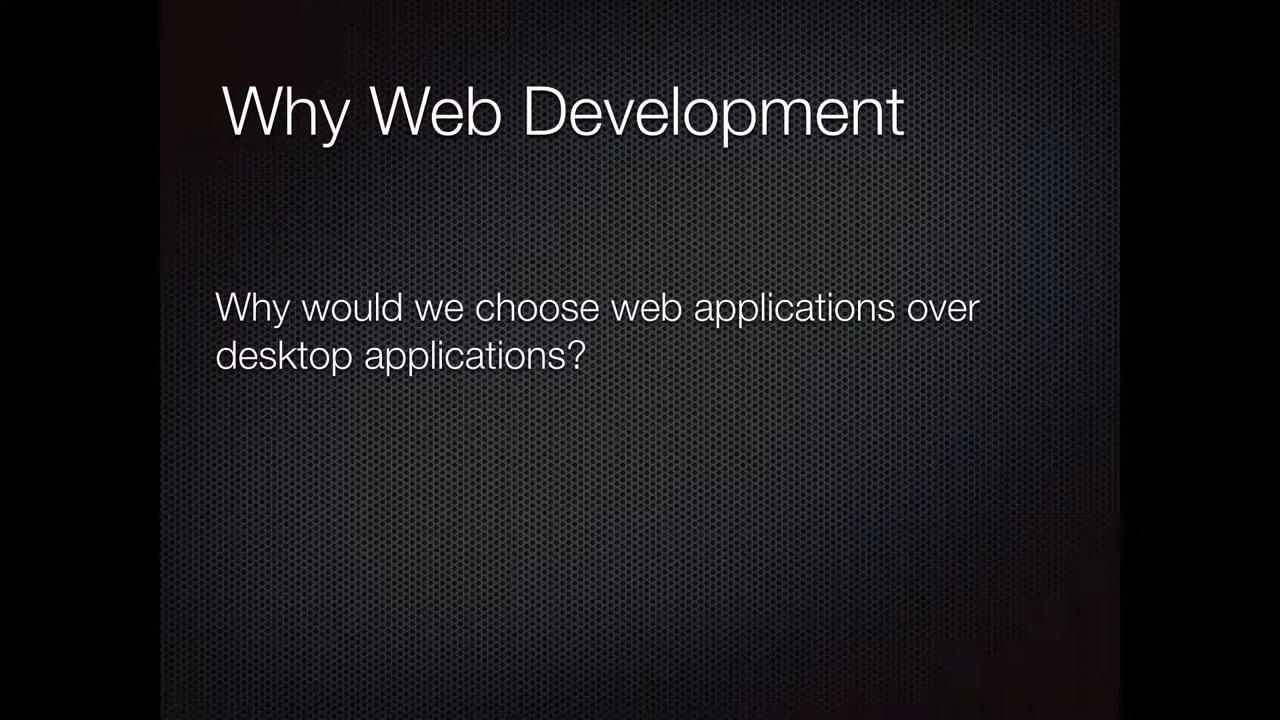 Why Web Development
Why would we choose web applications over
desktop applications?